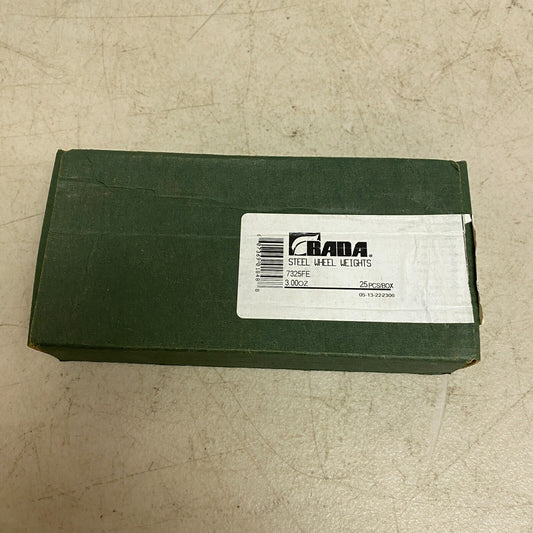 BADA®
STEEL WHEEL WEIGHTS
7325FE
3.00OZ 25PCS/BOX
05-13-222300